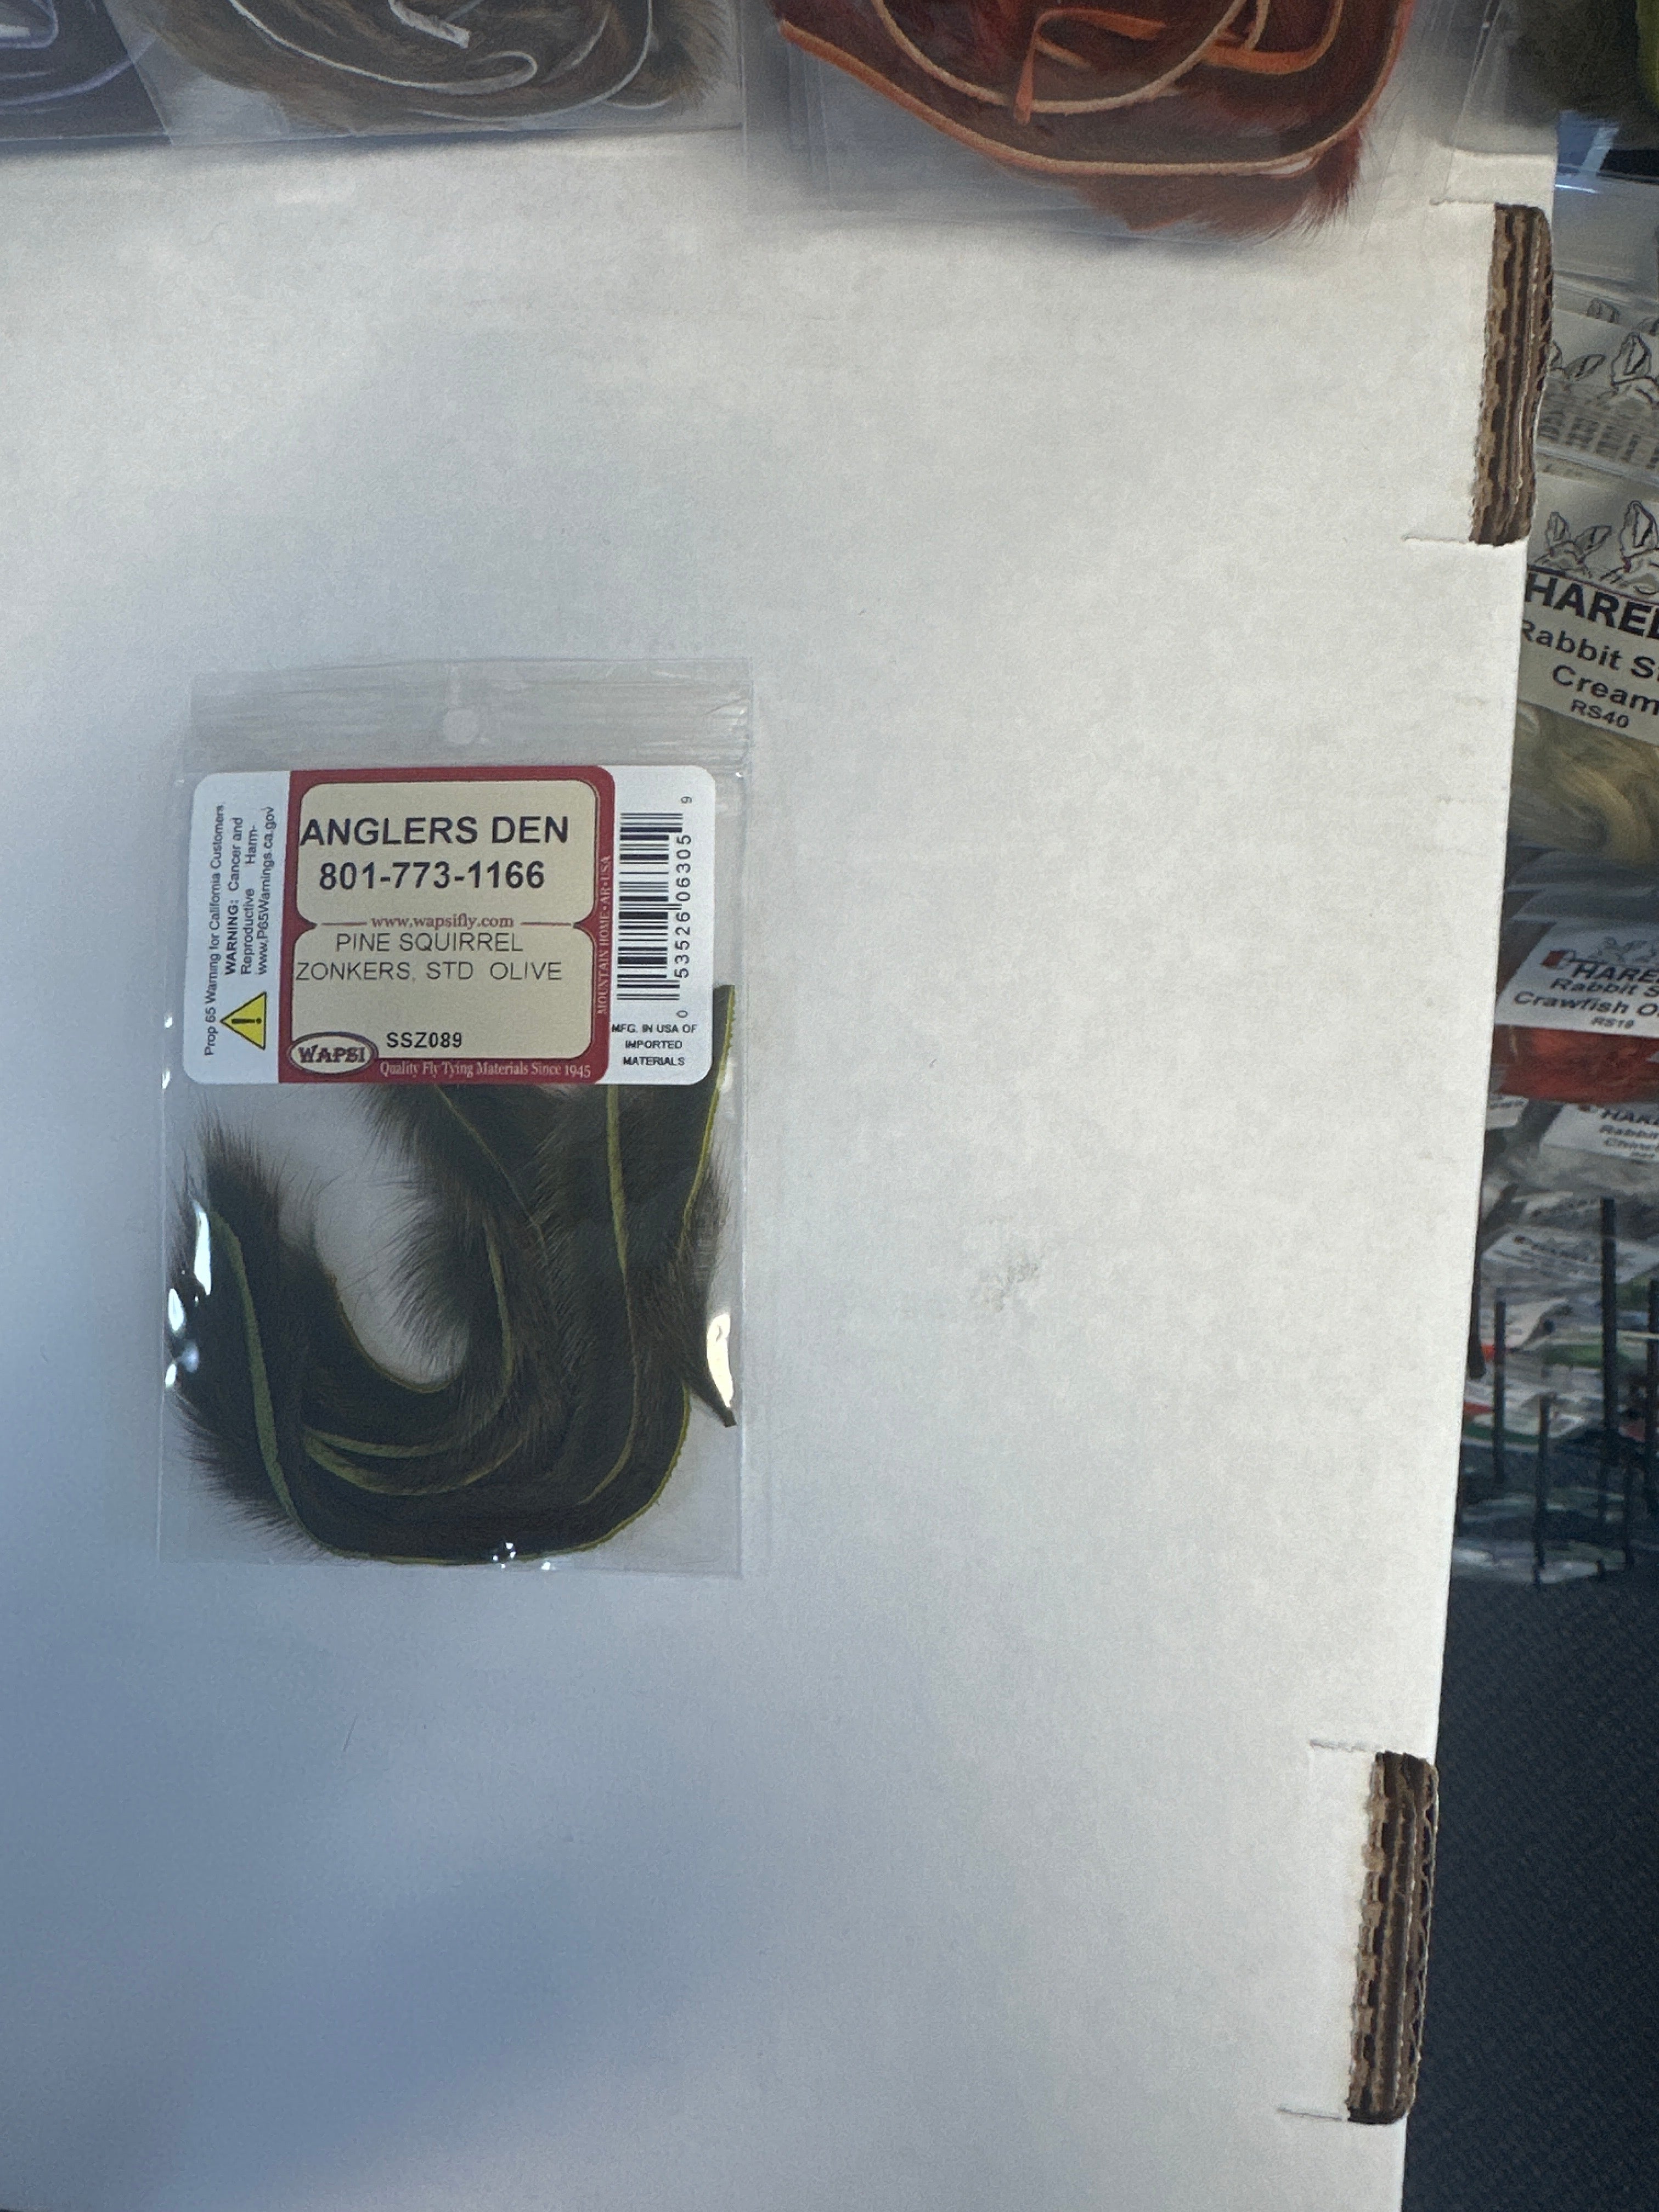 ANGLERS DEN
801-773-1166
www.wapsifly.com
PINE SQUIRREL
ZONKERS, STD OLIVE
SSZ089
WAPSI
Quality Fly Tying Materials Since 1945
MOUNTAIN HOME•AR•USA
Prop 65 Warning for California Customers
WARNING: Cancer and
Reproductive Harm-
www.P65Warnings.ca.gov
0 53526 06305 9
MFG. IN USA OF
IMPORTED
MATERIALS
HARE
Rabbit
Cream
RS40
HARE
Rabbit S
Crawfish O
RS19
HAR
Rabbit